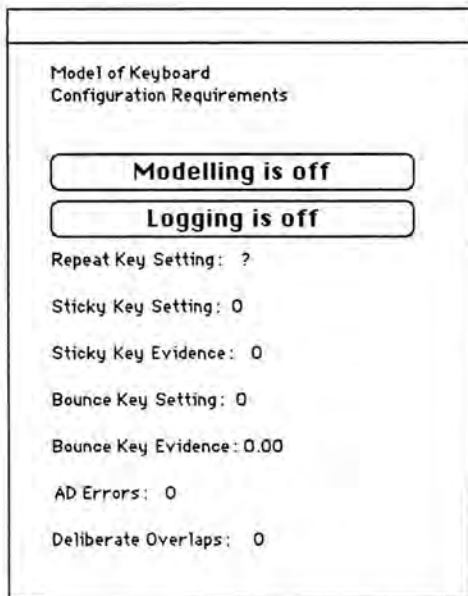 Model of Keyboard
Configuration Requirements
Modelling is off
Logging is off
Repeat Key Setting: ?
Sticky Key Setting: 0
Sticky Key Evidence: 0
Bounce Key Setting: 0
Bounce Key Evidence: 0.00
AD Errors: 0
Deliberate Overlaps: 0